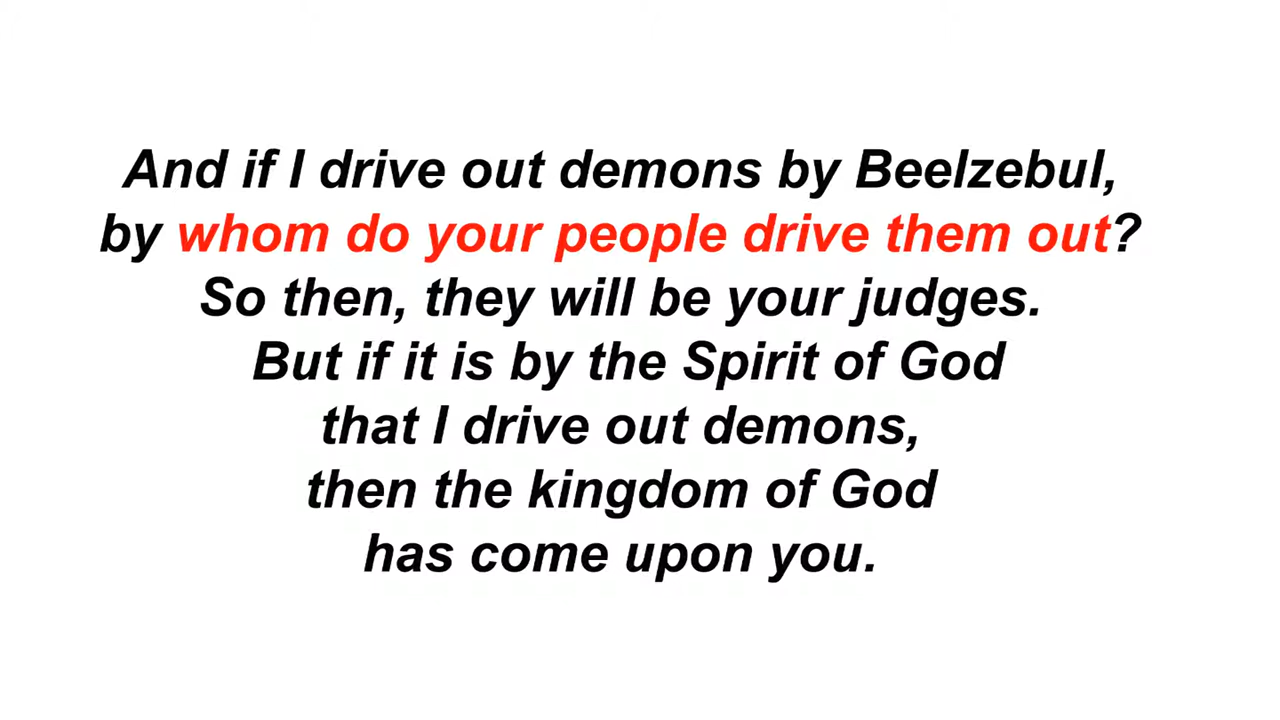 And if I drive out demons by Beelzebul,
by whom do your people drive them out?
So then, they will be your judges.
But if it is by the Spirit of God
that I drive out demons,
then the kingdom of God
has come upon you.